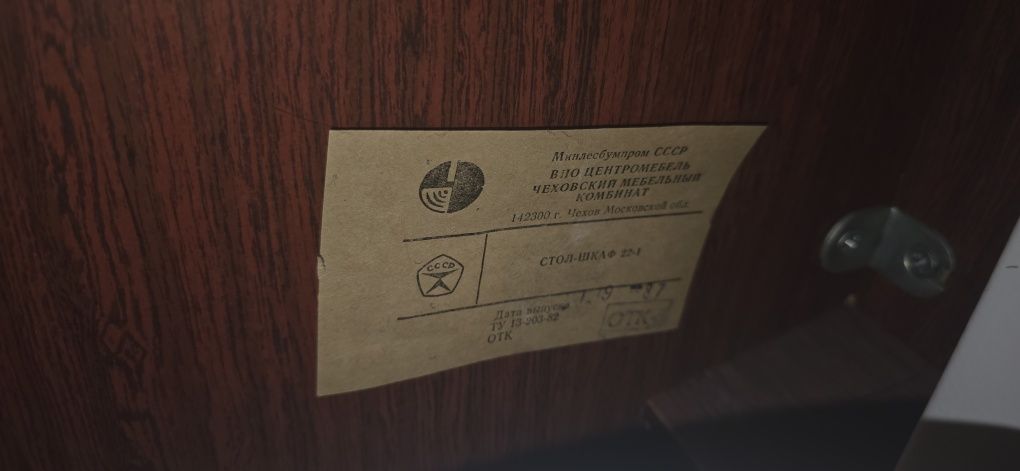 Минлесбумпром СССР
ВПО ЦЕНТРОМЕБЕЛЬ
ЧЕХОВСКИЙ МЕБЕЛЬНЫЙ
КОМБИНАТ
142300 г. Чехов Московской обл.
СССР
СТОЛ-ШКАФ 22-1
Дата выпуска
ТУ 13-203-82
ОТК
ОТК